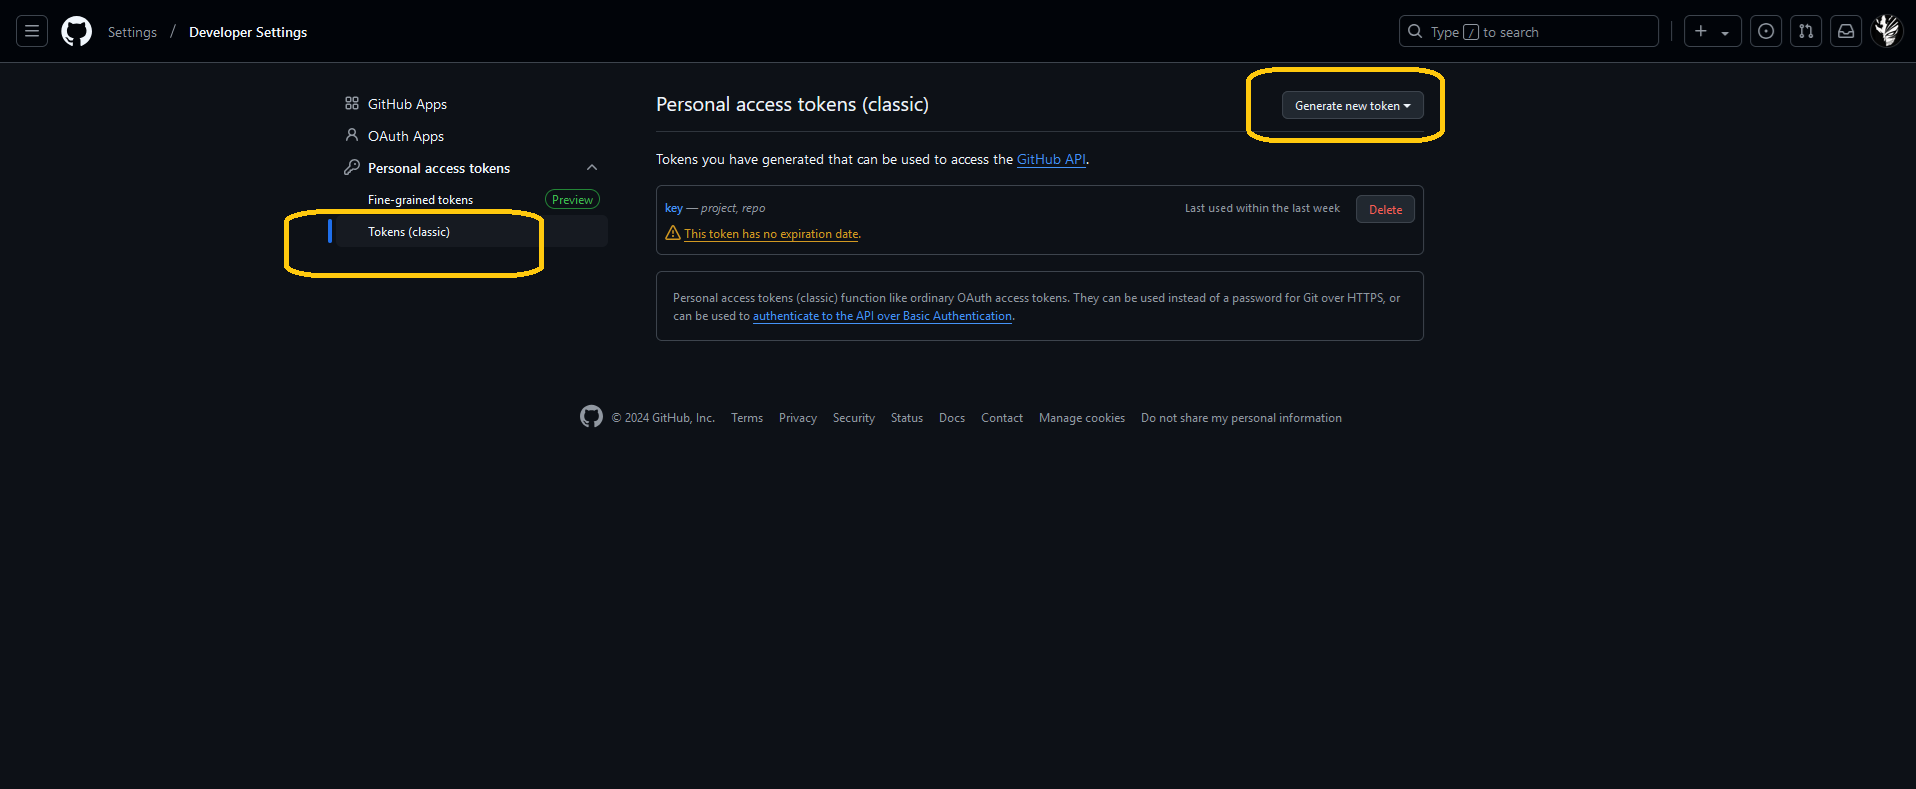 Settings / Developer Settings
Type / to search
GitHub Apps
OAuth Apps
Personal access tokens
Fine-grained tokens Preview
Tokens (classic)
Personal access tokens (classic)
Generate new token
Tokens you have generated that can be used to access the GitHub API.
key — project, repo
Last used within the last week
Delete
This token has no expiration date.
Personal access tokens (classic) function like ordinary OAuth access tokens. They can be used instead of a password for Git over HTTPS, or
can be used to authenticate to the API over Basic Authentication.
© 2024 GitHub, Inc. Terms Privacy Security Status Docs Contact Manage cookies Do not share my personal information